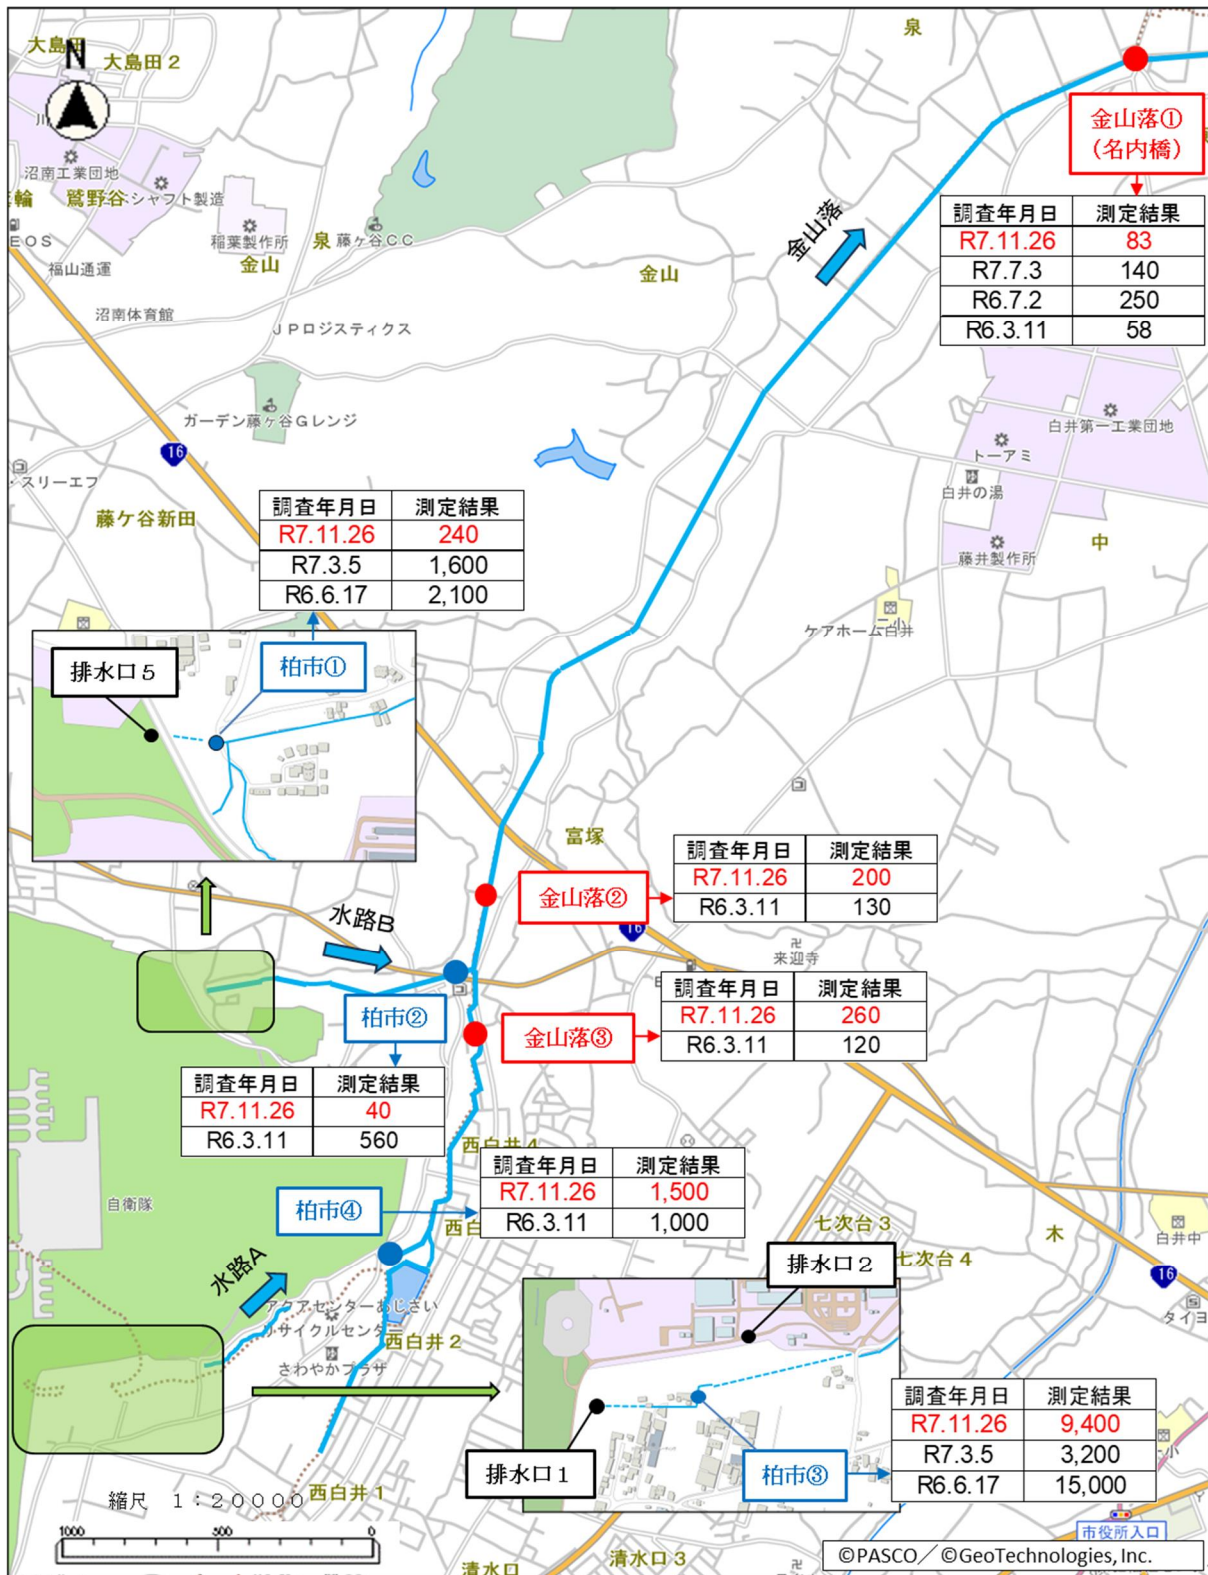 泉
大島田
大島田2
N
沼南工業団地
鷲野谷
シャフト製造
稲葉製作所
金山
泉
藤ヶ谷CC
EOS
福山通運
沼南体育館
JPロジスティクス
金山
金山落
金山落①
(名内橋)
調査年月日 測定結果
R7.11.26 83
R7.7.3 140
R6.7.2 250
R6.3.11 58
ガーデン藤ヶ谷Gレンジ
16
スリーエフ
藤ケ谷新田
白井第一工業団地
トーアミ
白井の湯
藤井製作所
中
ケアホーム白井
調査年月日 測定結果
R7.11.26 240
R7.3.5 1,600
R6.6.17 2,100
排水口5
柏市①
富塚
金山落②
調査年月日 測定結果
R7.11.26 200
R6.3.11 130
16
来迎寺
水路B
柏市②
調査年月日 測定結果
R7.11.26 40
R6.3.11 560
金山落③
調査年月日 測定結果
R7.11.26 260
R6.3.11 120
西白井4
自衛隊
柏市④
調査年月日 測定結果
R7.11.26 1,500
R6.3.11 1,000
七次台3
七次台4
木
白井中
16
タイヨ
水路A
アクアセンターあじさい
リサイクルセンター
さわやかプラザ
西白井2
排水口2
排水口1
柏市③
調査年月日 測定結果
R7.11.26 9,400
R7.3.5 3,200
R6.6.17 15,000
縮尺 1:20000
西白井1
1000 500 0
清水口
清水口3
市役所入口
©PASCO/©GeoTechnologies, Inc.